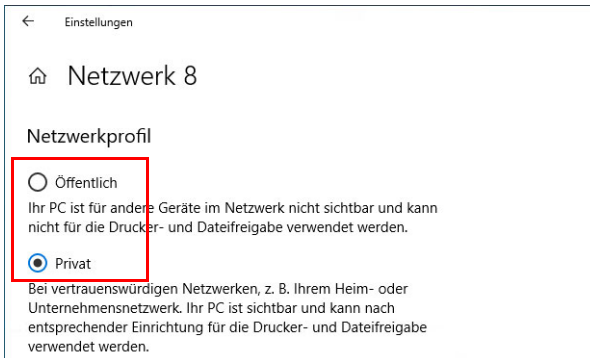 Einstellungen
Netzwerk 8
Netzwerkprofil
Öffentlich
Ihr PC ist für andere Geräte im Netzwerk nicht sichtbar und kann
nicht für die Drucker- und Dateifreigabe verwendet werden.
Privat
Bei vertrauenswürdigen Netzwerken, z. B. Ihrem Heim- oder
Unternehmensnetzwerk. Ihr PC ist sichtbar und kann nach
entsprechender Einrichtung für die Drucker- und Dateifreigabe
verwendet werden.